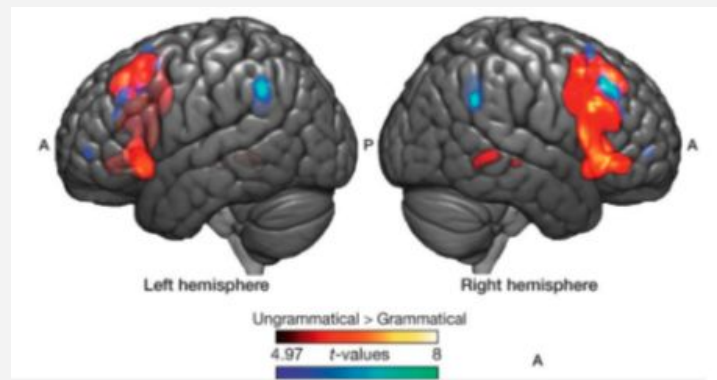 A P A
Left hemisphere Right hemisphere
Ungrammatical > Grammatical
4.97 t-values 8
A